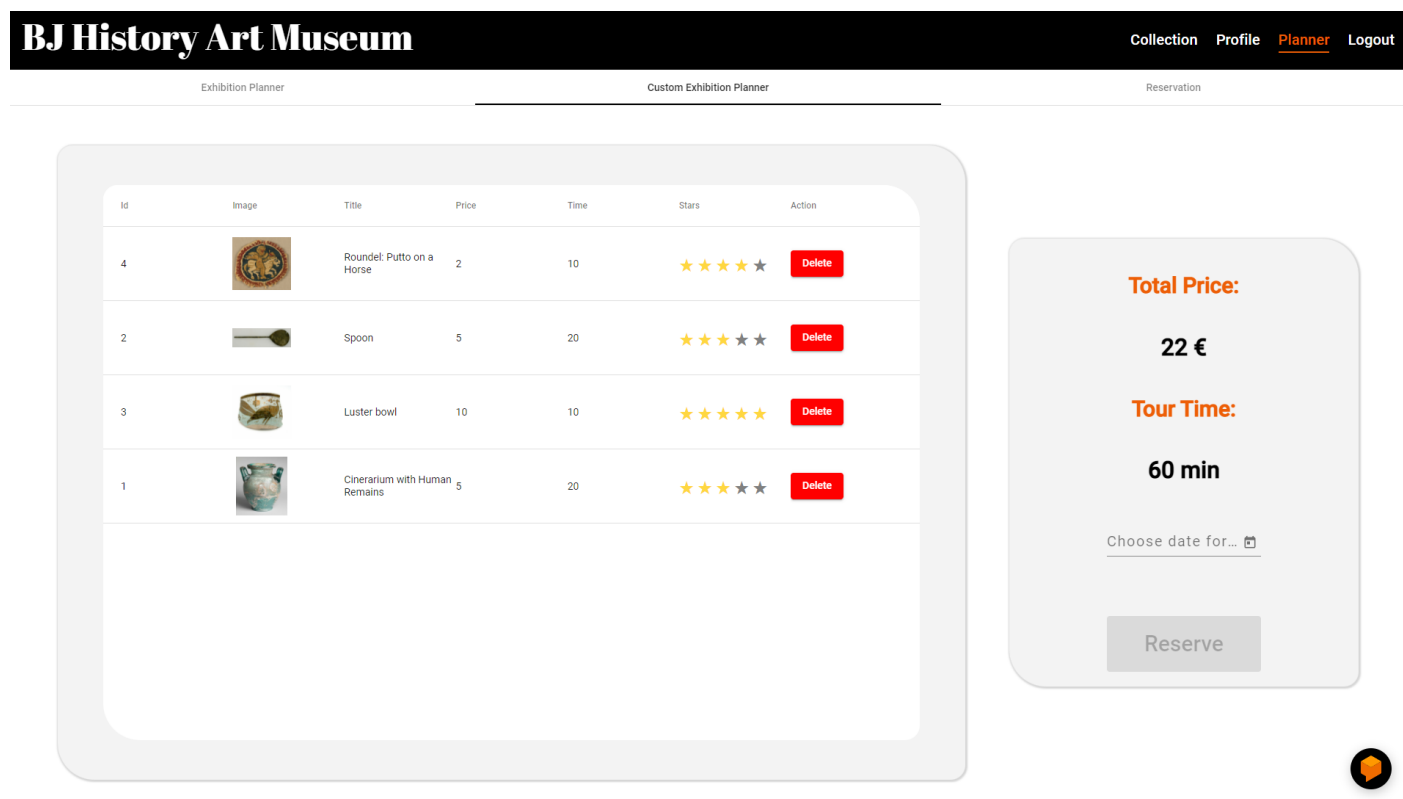 BJ History Art Museum
Collection Profile Planner Logout
Exhibition Planner Custom Exhibition Planner Reservation
Id Image Title Price Time Stars Action
4 Roundel: Putto on a Horse 2 10 Delete
2 Spoon 5 20 Delete
3 Luster bowl 10 10 Delete
1 Cinerarium with Human Remains 5 20 Delete
Total Price:
22 €
Tour Time:
60 min
Choose date for…
Reserve